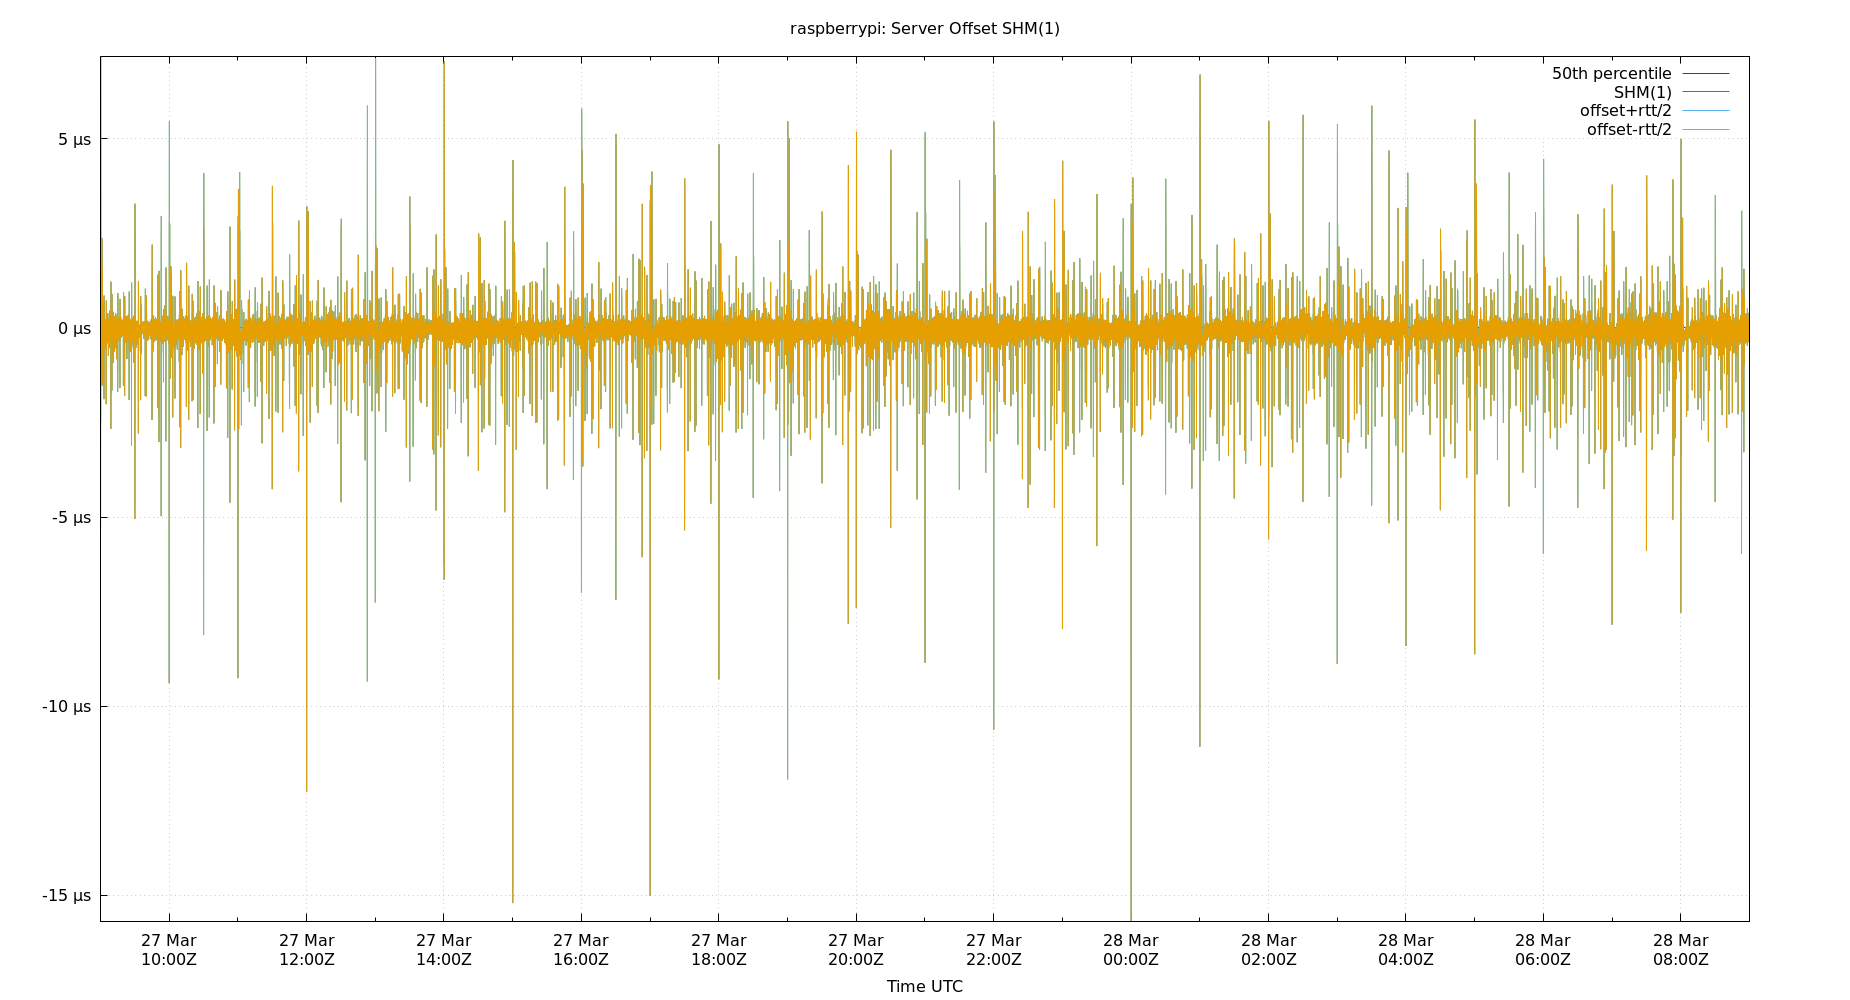 raspberrypi: Server Offset SHM(1)
50th percentile
SHM(1)
offset+rtt/2
offset-rtt/2
5 µs
0 µs
-5 µs
-10 µs
-15 µs
27 Mar 27 Mar 27 Mar 27 Mar 27 Mar 27 Mar 27 Mar 28 Mar 28 Mar 28 Mar 28 Mar 28 Mar
10:00Z 12:00Z 14:00Z 16:00Z 18:00Z 20:00Z 22:00Z 00:00Z 02:00Z 04:00Z 06:00Z 08:00Z
Time UTC